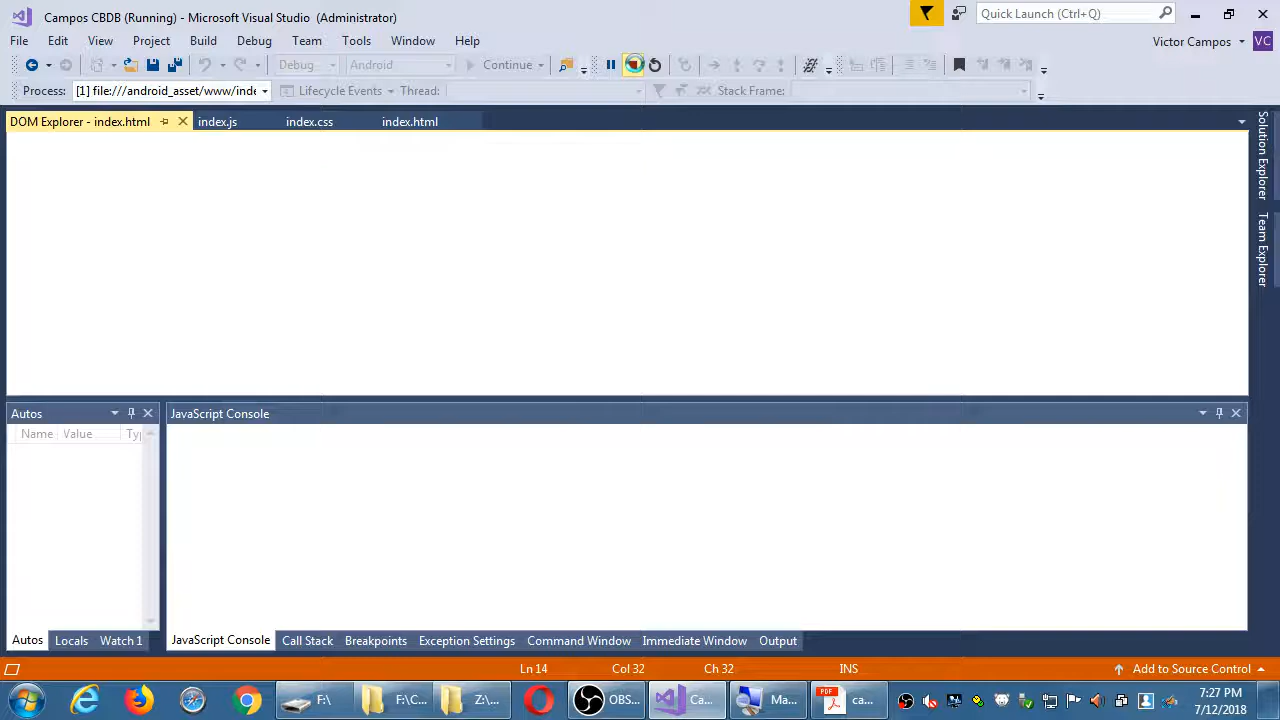 Campos CBDB (Running) - Microsoft Visual Studio (Administrator)
Quick Launch (Ctrl+Q)
File Edit View Project Build Debug Team Tools Window Help
Victor Campos VC
Debug Android Continue
Process: [1] file:///android_asset/www/inde Lifecycle Events Thread: Stack Frame:
DOM Explorer - index.html index.js index.css index.html
Solution Explorer
Team Explorer
Autos
JavaScript Console
Name Value Ty
Autos Locals Watch 1
JavaScript Console Call Stack Breakpoints Exception Settings Command Window Immediate Window Output
Ln 14 Col 32 Ch 32 INS Add to Source Control
F:\ F:\C... Z:\... OBS... Ca... Ma... PDF ca...
7:27 PM
7/12/2018